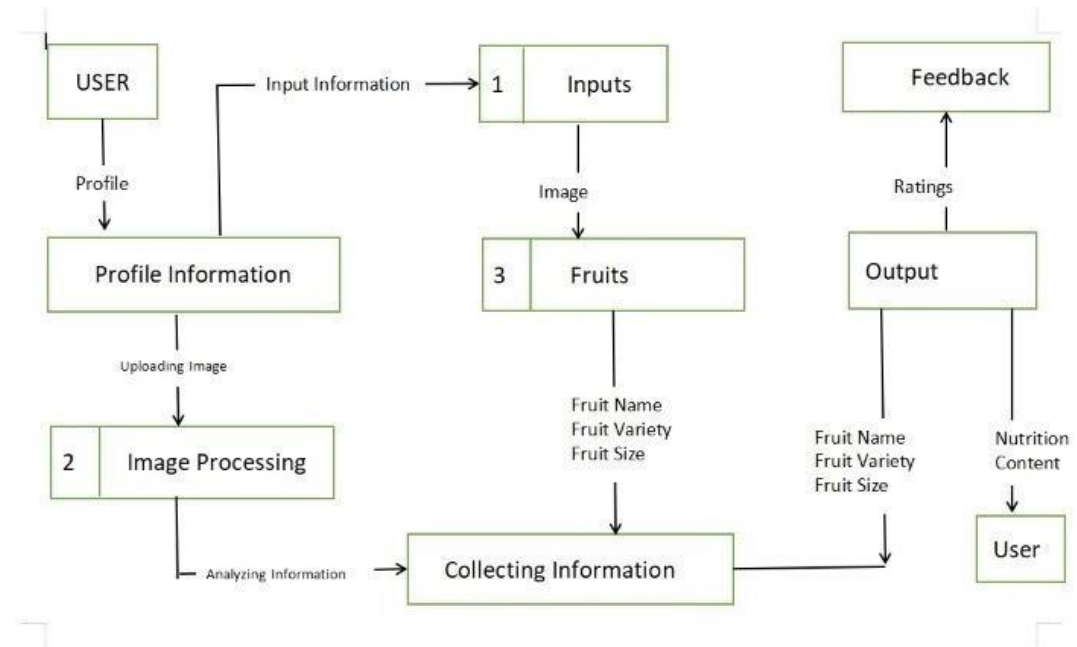 USER
Input Information
1
Inputs
Feedback
Profile
Image
Ratings
Profile Information
3
Fruits
Output
Uploading Image
Fruit Name
Fruit Variety
Fruit Size
Fruit Name
Fruit Variety
Fruit Size
Nutrition
Content
2
Image Processing
User
Analyzing Information
Collecting Information